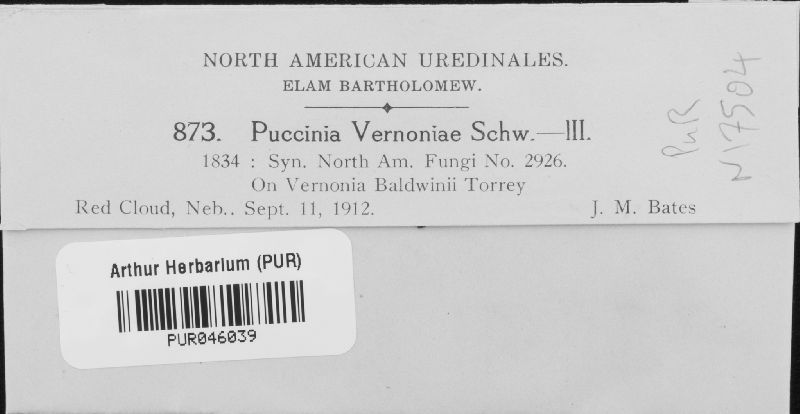 NORTH AMERICAN UREDINALES.
ELAM BARTHOLOMEW.
873. Puccinia Vernoniae Schw.—III.
1834 : Syn. North Am. Fungi No. 2926.
On Vernonia Baldwinii Torrey
Red Cloud, Neb.. Sept. 11, 1912. J. M. Bates
PUR
N17504
Arthur Herbarium (PUR)
PUR046039